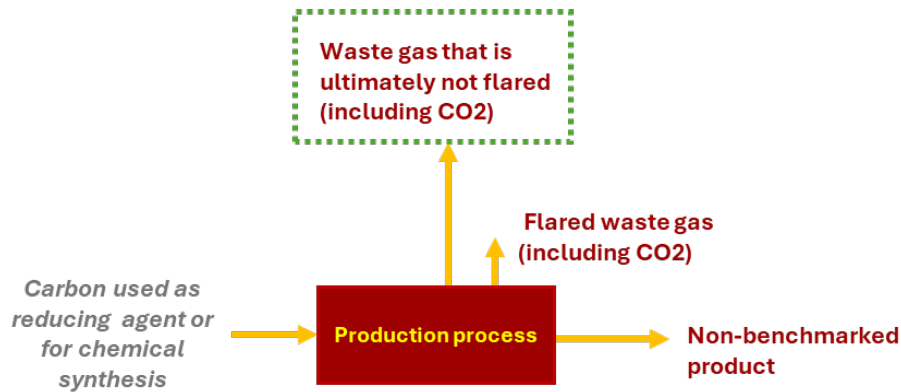 Waste gas that is
ultimately not flared
(including CO2)
Flared waste gas
(including CO2)
Carbon used as
reducing agent or
for chemical
synthesis
Production process
Non-benchmarked
product